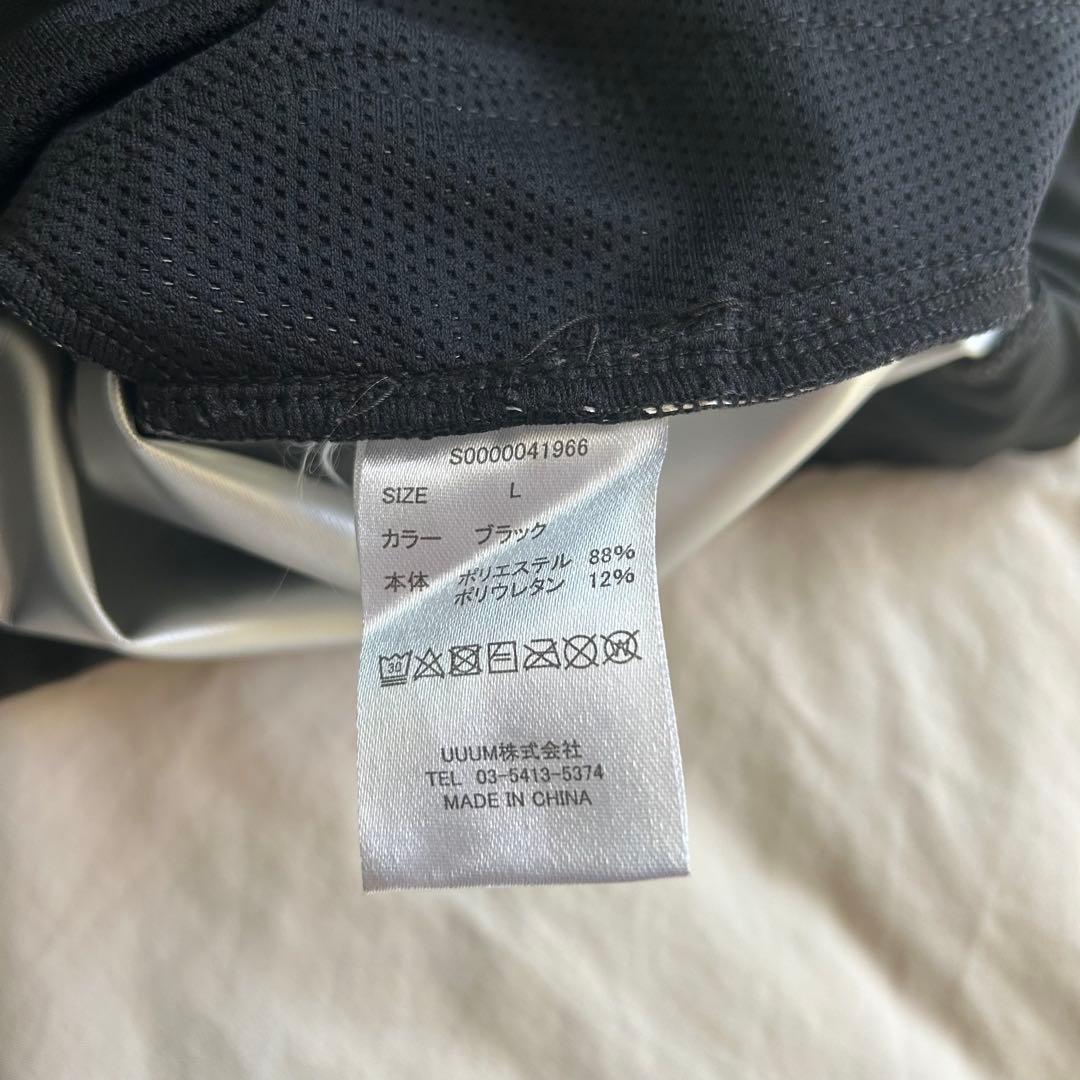 S0000041966
SIZE L
カラー ブラック
本体 ポリエステル 88%
ポリウレタン 12%
30
W
UUUM株式会社
TEL 03-5413-5374
MADE IN CHINA